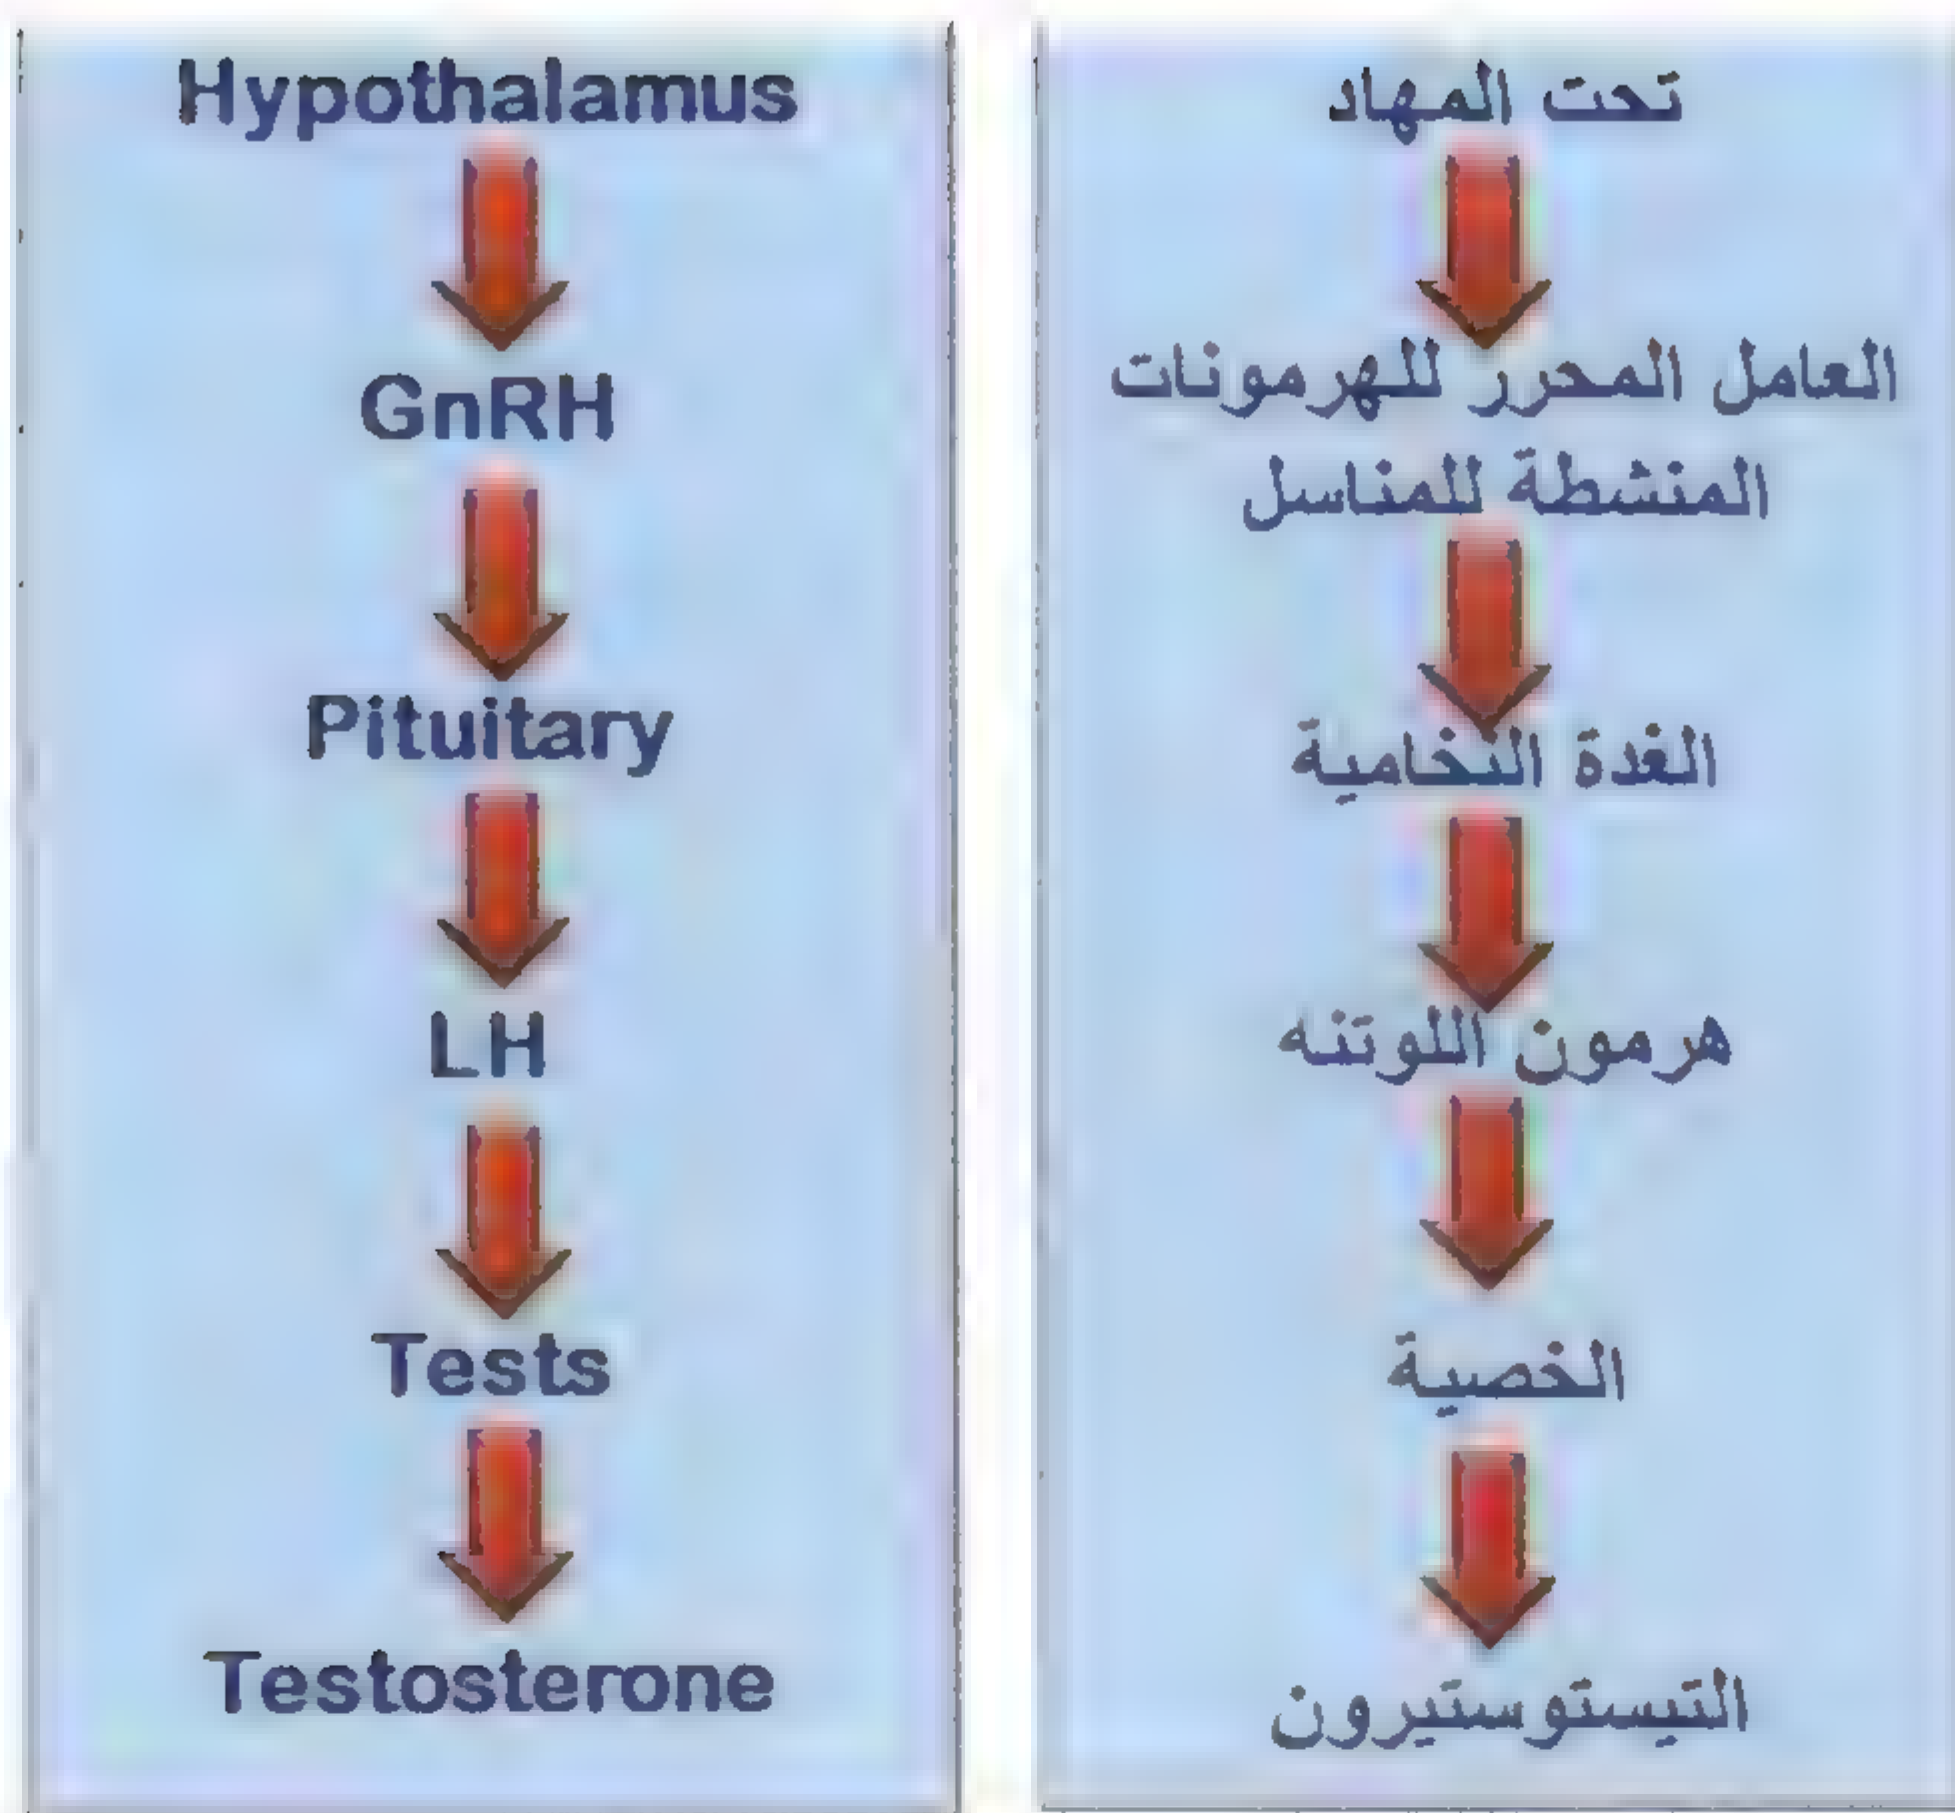 Hypothalamus
GnRH
Pituitary
LH
Tests
Testosterone
تحت المهاد
العامل المحرر للهرمونات
المنشطة للمناسل
الغدة النخامية
هرمون اللوتنه
الخصية
التيستوستيرون